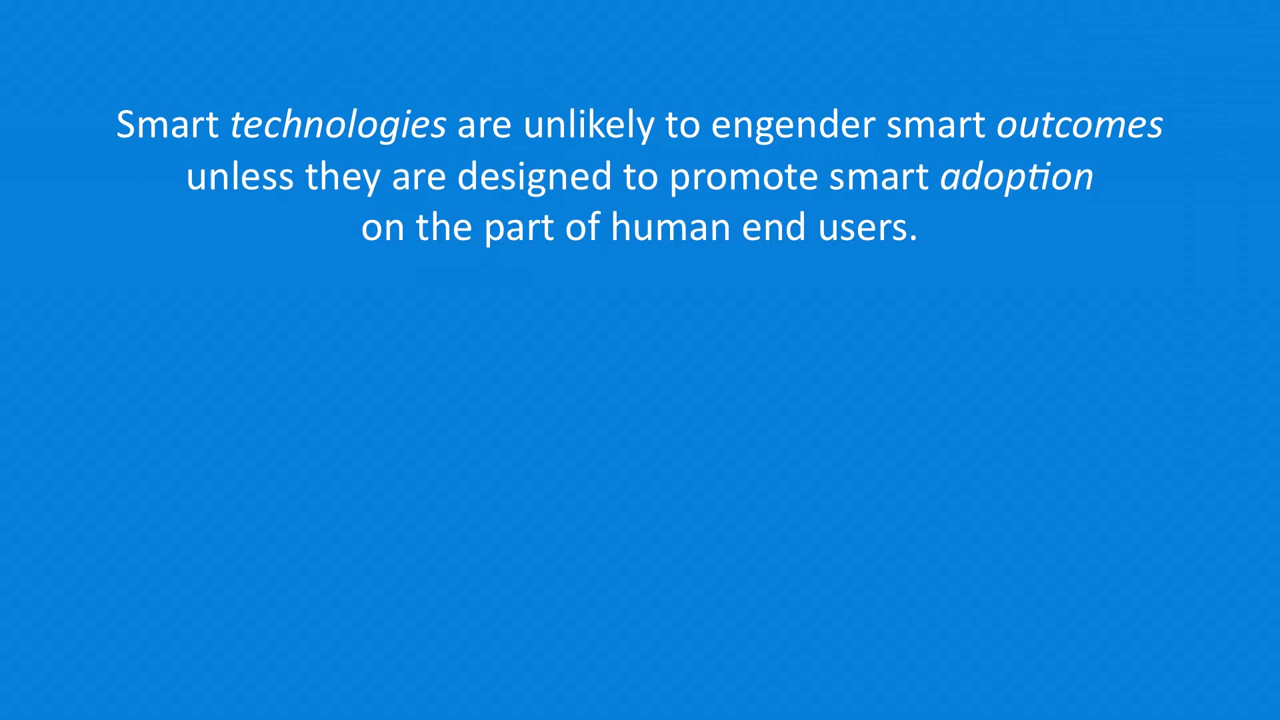 Smart technologies are unlikely to engender smart outcomes
unless they are designed to promote smart adoption
on the part of human end users.